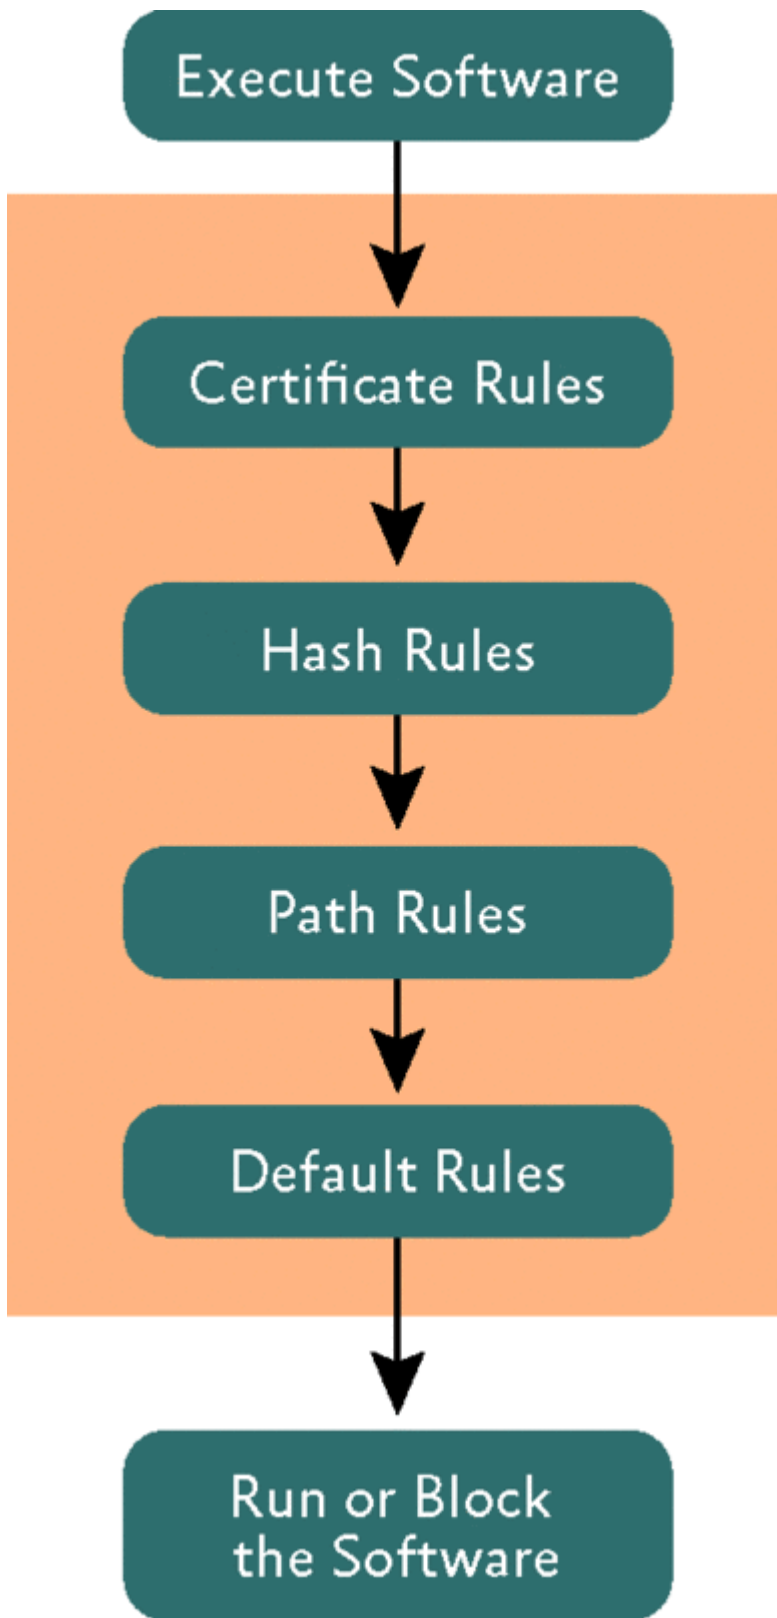 Execute Software
Certificate Rules
Hash Rules
Path Rules
Default Rules
Run or Block
the Software